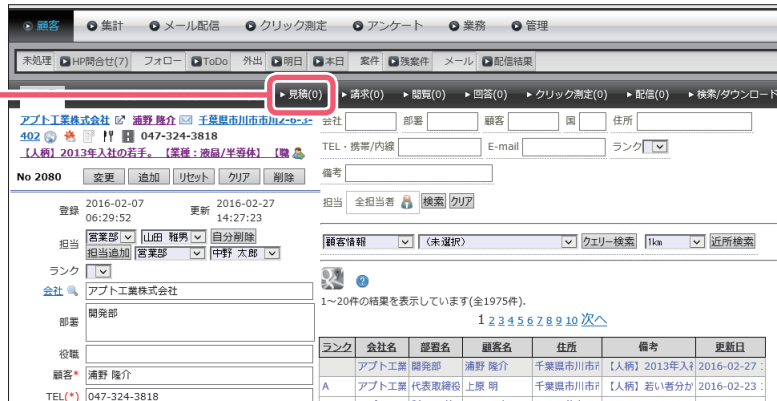 顧客 集計 メール配信 クリック測定 アンケート 業務 管理
未処理 HP問合せ(7) フォロー ToDo 外出 明日 本日 案件 残案件 メール 配信結果
見積(0) 請求(0) 閲覧(0) 回答(0) クリック測定(0) 配信(0) 検索/ダウンロード
アプト工業株式会社 浦野 隆介 千葉県市川市市川2-6-3-
402 047-324-3818
【人柄】2013年入社の若手。 【業種:液晶/半導体】 【職
No 2080 変更 追加 リセット クリア 削除
登録 2016-02-07 06:29:52 更新 2016-02-27 14:27:23
担当 営業部 山田 雅男 自分削除
担当追加 営業部 中野 太郎
ランク
会社 アプト工業株式会社
部署 開発部
役職
顧客* 浦野 隆介
TEL(*) 047-324-3818
会社 部署 顧客 国 住所
TEL・携帯/内線 E-mail ランク
備考
担当 全担当者 検索 クリア
顧客情報 (未選択) クエリー検索 1km 近所検索
1～20件の結果を表示しています(全1975件).
1 2 3 4 5 6 7 8 9 10 次へ
ランク 会社名 部署名 顧客名 住所 備考 更新日
アプト工業 開発部 浦野 隆介 千葉県市川市 【人柄】2013年入 2016-02-27
A アプト工業 代表取締役 上原 明 千葉県市川市 【人柄】若い者分か 2016-02-23